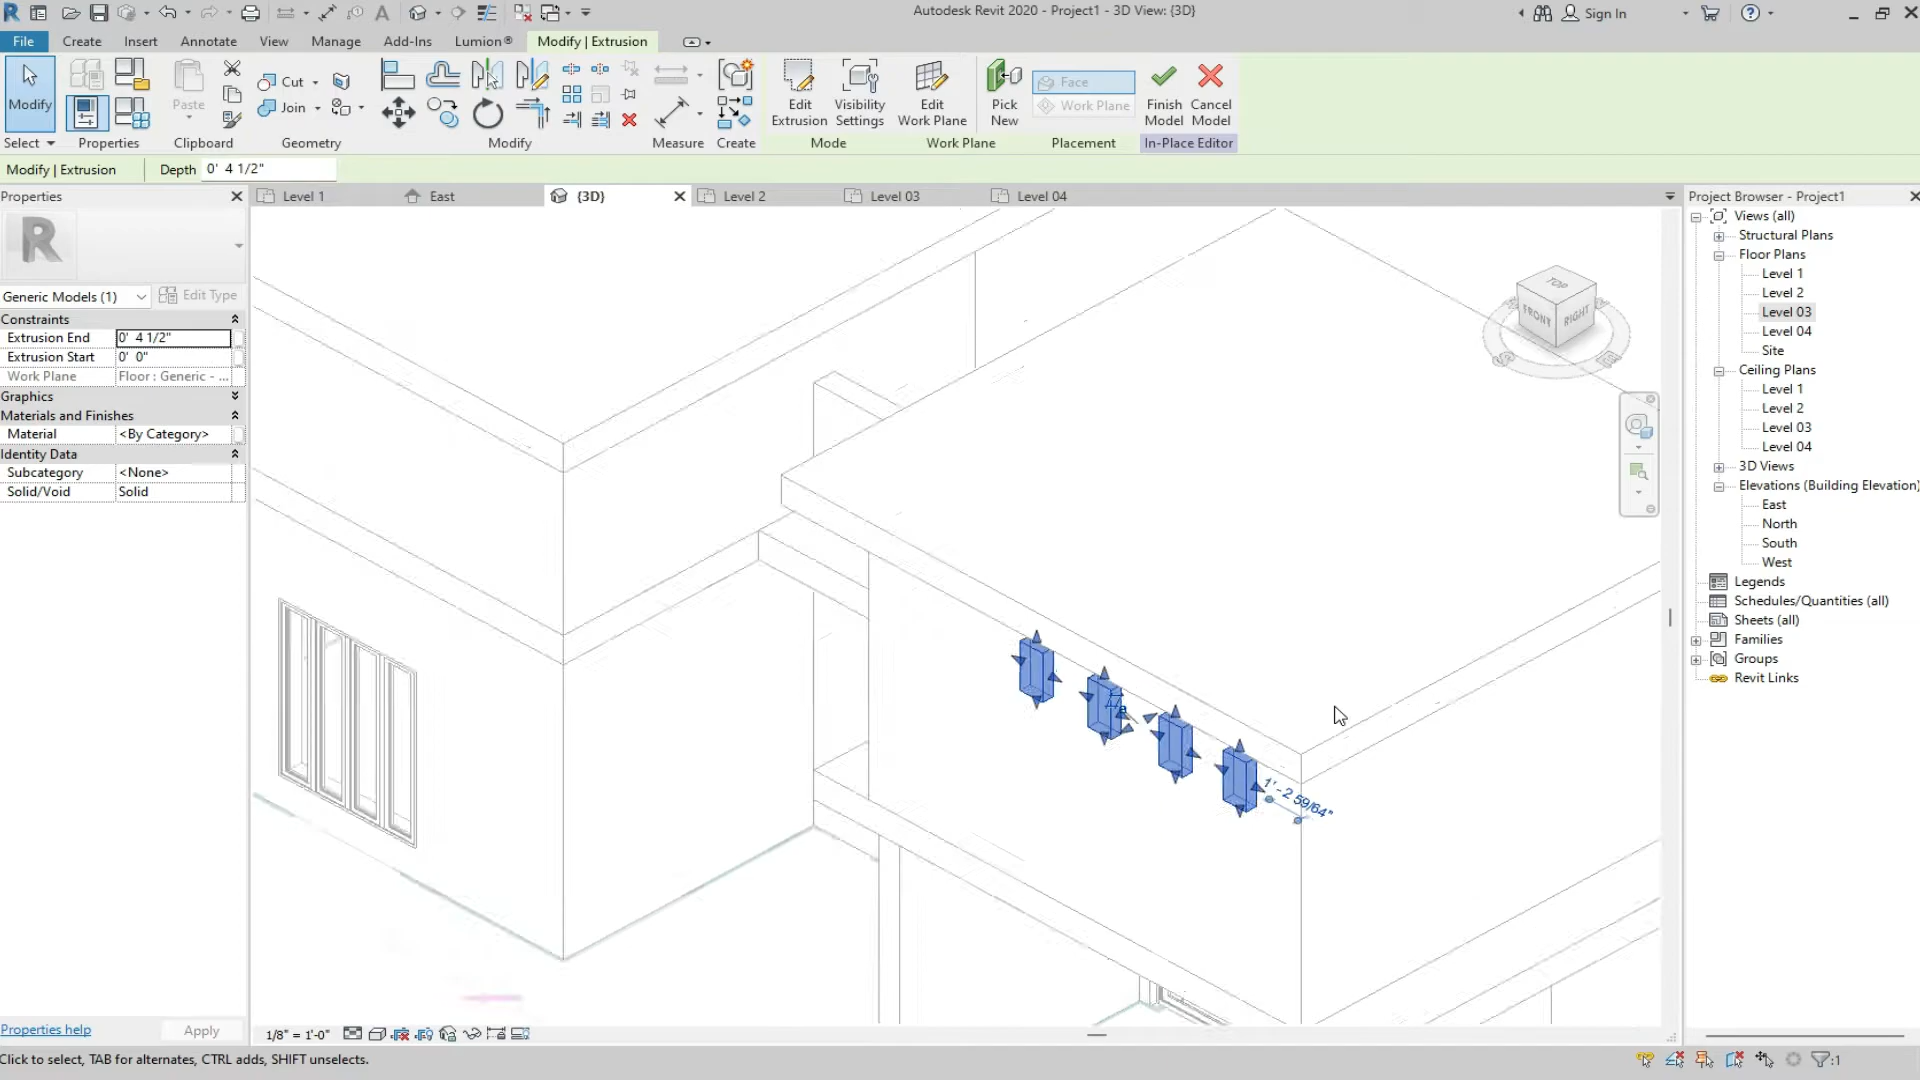 Autodesk Revit 2020 - Project1 - 3D View: {3D}
Sign In
File
Create
Insert
Annotate
View
Manage
Add-Ins
Lumion®
Modify | Extrusion
Modify
Paste
Cut
Join
Edit Extrusion
Visibility Settings
Edit Work Plane
Pick New
Face
Work Plane
Finish Model
Cancel Model
Select
Properties
Clipboard
Geometry
Modify
Measure
Create
Mode
Work Plane
Placement
In-Place Editor
Modify | Extrusion
Depth 0' 4 1/2"
Properties
Level 1
East
{3D}
Level 2
Level 03
Level 04
Generic Models (1)
Edit Type
Constraints
Extrusion End 0' 4 1/2"
Extrusion Start 0' 0"
Work Plane Floor : Generic - ...
Graphics
Materials and Finishes
Material <By Category>
Identity Data
Subcategory <None>
Solid/Void Solid
Properties help
Apply
TOP
FRONT
RIGHT
1' - 2 59/64"
1/8" = 1'-0"
Project Browser - Project1
Views (all)
Structural Plans
Floor Plans
Level 1
Level 2
Level 03
Level 04
Site
Ceiling Plans
Level 1
Level 2
Level 03
Level 04
3D Views
Elevations (Building Elevation)
East
North
South
West
Legends
Schedules/Quantities (all)
Sheets (all)
Families
Groups
Revit Links
Click to select, TAB for alternates, CTRL adds, SHIFT unselects.
:1